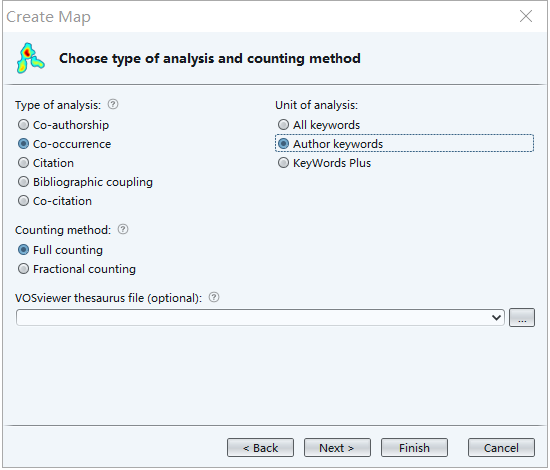 Create Map
Choose type of analysis and counting method
Type of analysis: ?
Co-authorship
Co-occurrence
Citation
Bibliographic coupling
Co-citation
Unit of analysis:
All keywords
Author keywords
KeyWords Plus
Counting method: ?
Full counting
Fractional counting
VOSviewer thesaurus file (optional): ?
...
< Back Next > Finish Cancel